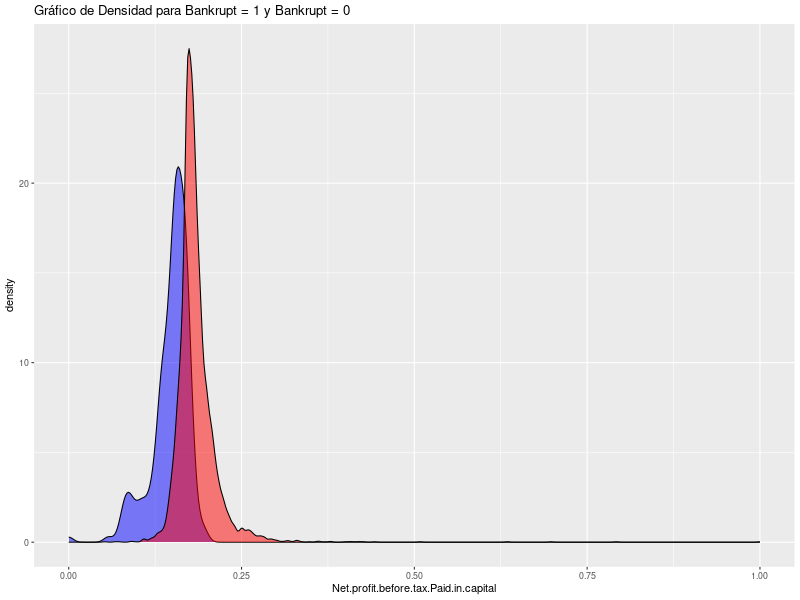 Gráfico de Densidad para Bankrupt = 1 y Bankrupt = 0
20
10
0
density
0.00 0.25 0.50 0.75 1.00
Net.profit.before.tax.Paid.in.capital